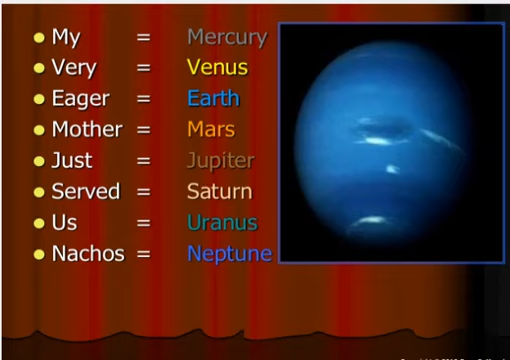 My = Mercury
Very = Venus
Eager = Earth
Mother = Mars
Just = Jupiter
Served = Saturn
Us = Uranus
Nachos = Neptune